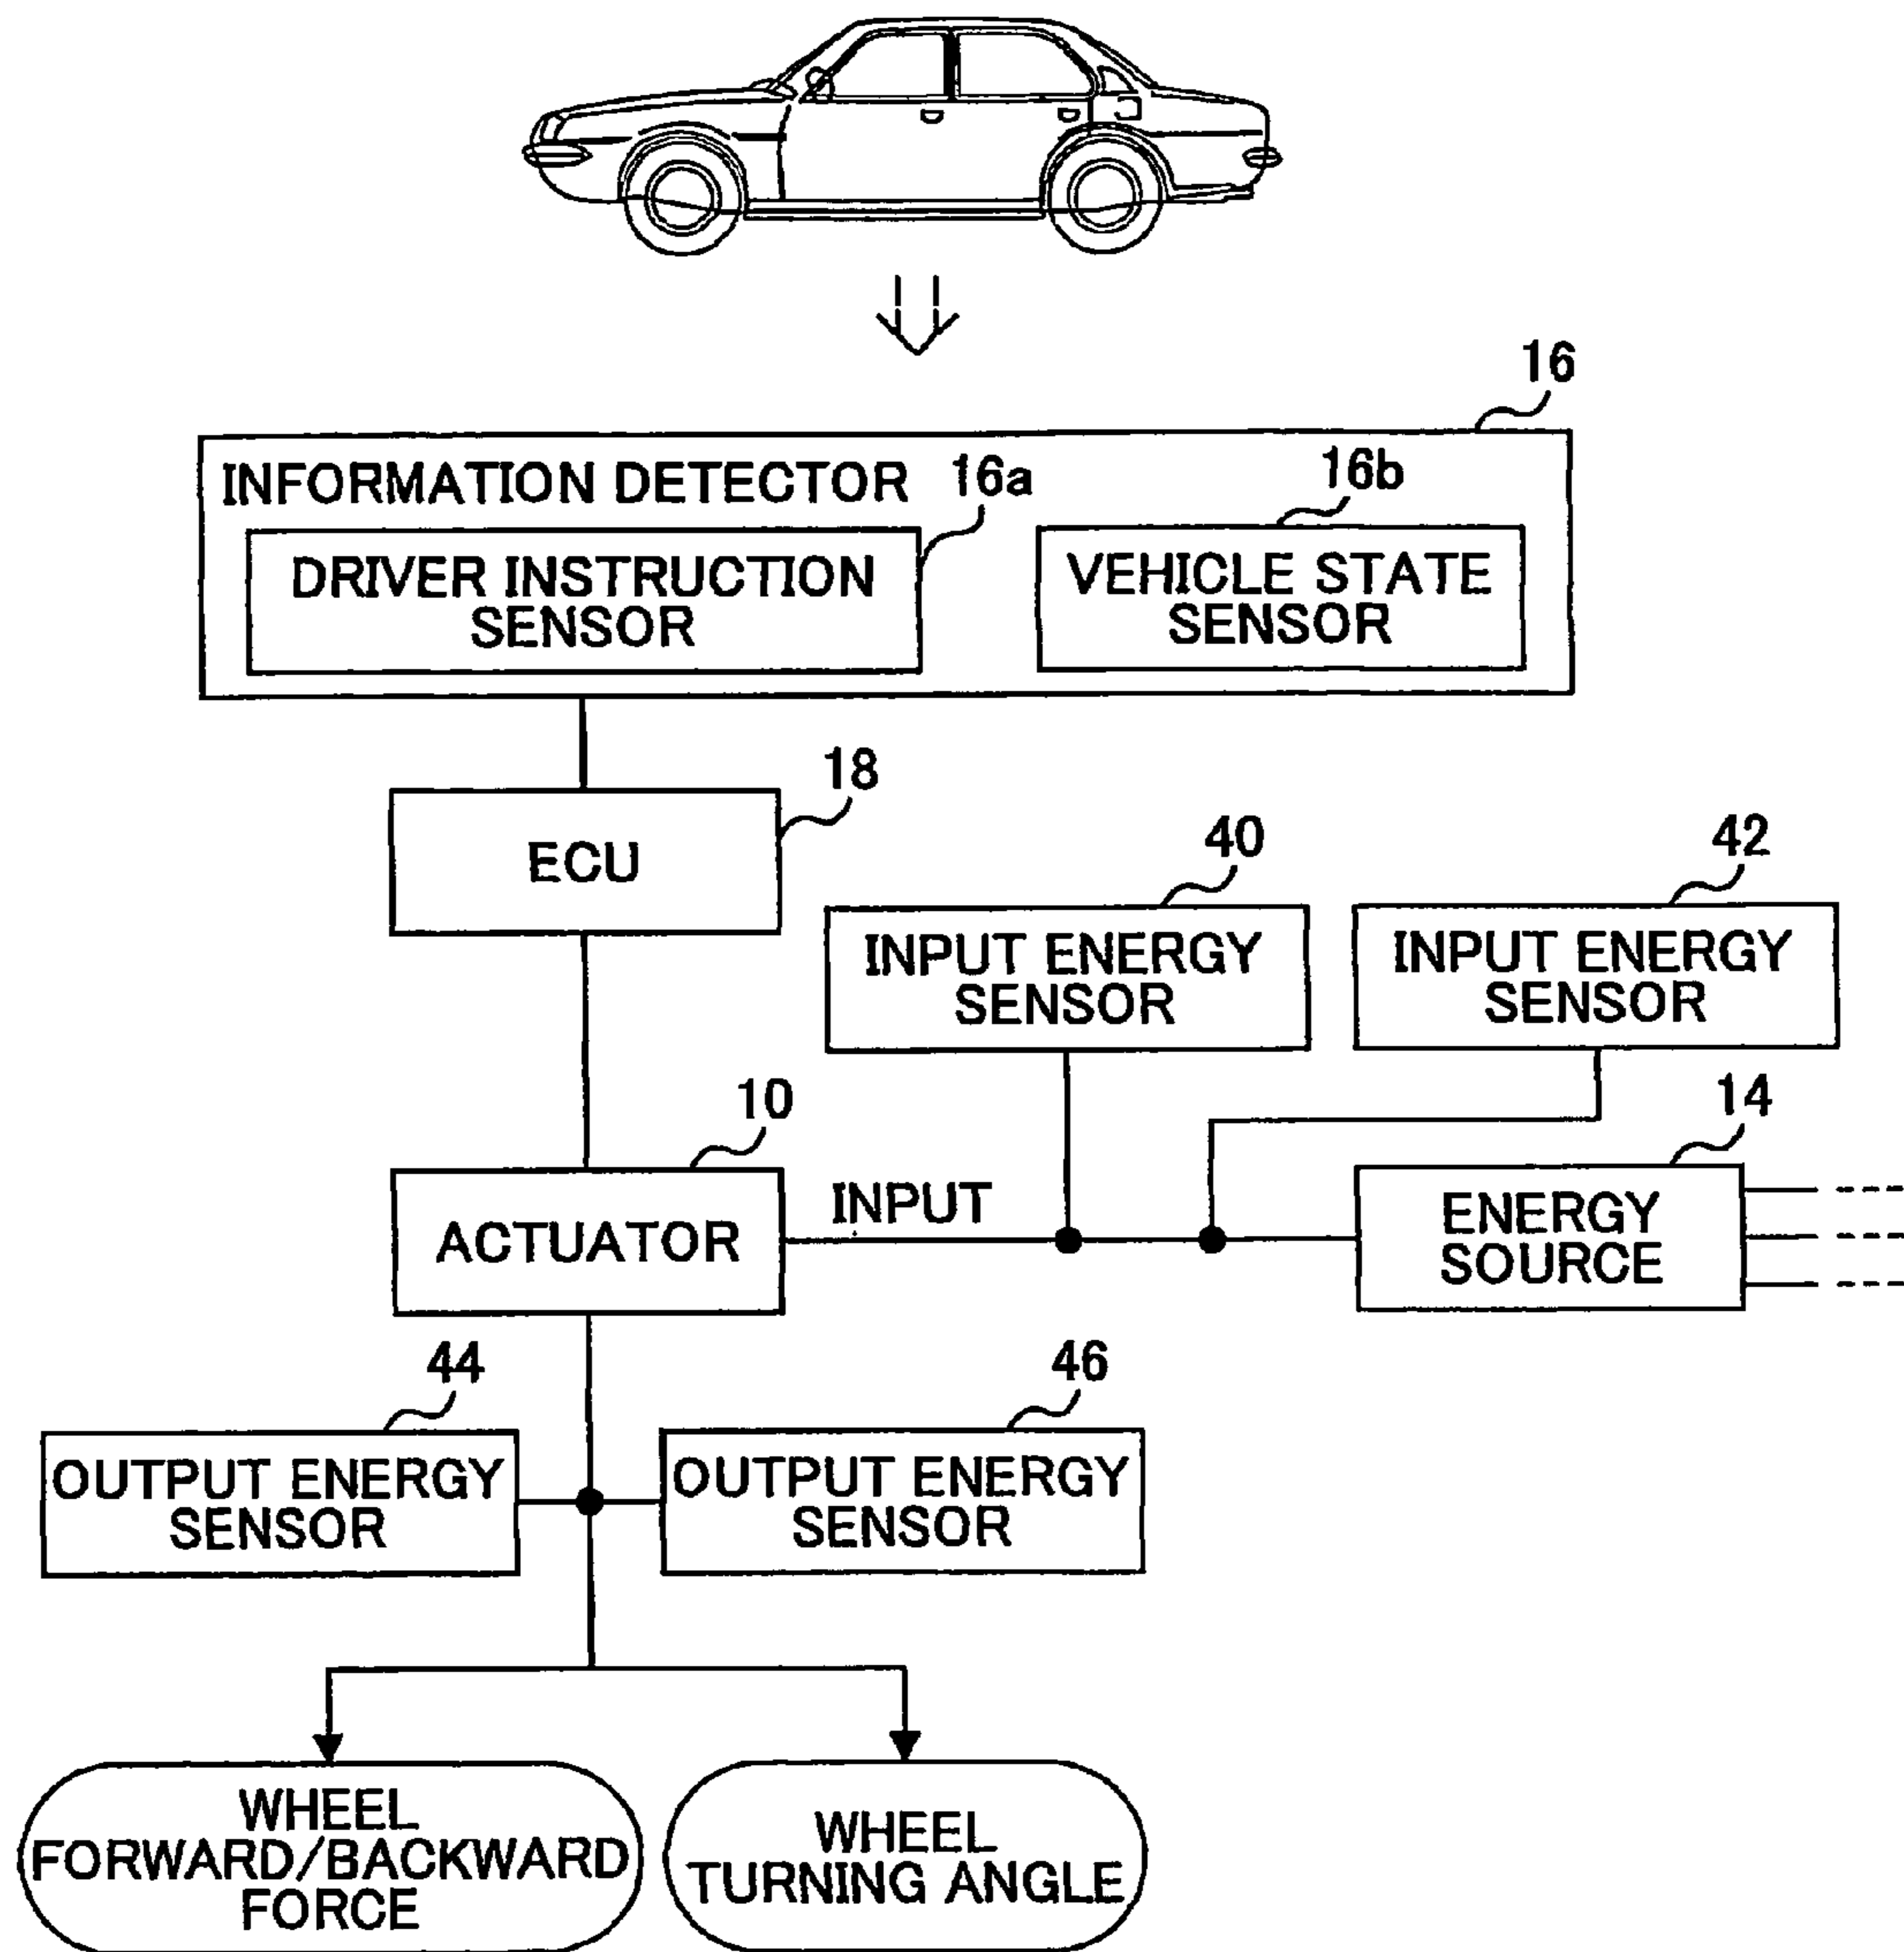 16
INFORMATION DETECTOR
16a
16b
DRIVER INSTRUCTION
SENSOR
VEHICLE STATE
SENSOR
18
ECU
40
42
INPUT ENERGY
SENSOR
INPUT ENERGY
SENSOR
10
14
ACTUATOR
INPUT
ENERGY
SOURCE
44
46
OUTPUT ENERGY
SENSOR
OUTPUT ENERGY
SENSOR
WHEEL
FORWARD/BACKWARD
FORCE
WHEEL
TURNING ANGLE